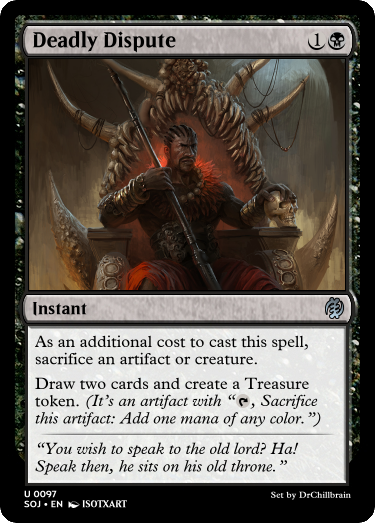 Deadly Dispute
1
Instant
As an additional cost to cast this spell,
sacrifice an artifact or creature.
Draw two cards and create a Treasure
token. (It's an artifact with “, Sacrifice
this artifact: Add one mana of any color.”)
“You wish to speak to the old lord? Ha!
Speak then, he sits on his old throne.”
U 0097
SOJ • EN ISOTXART
Set by DrChillbrain